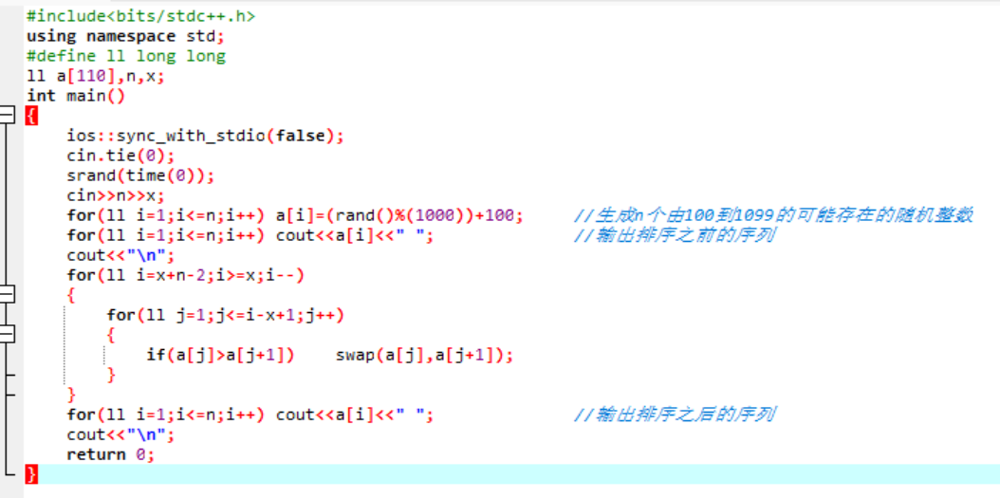 #include<bits/stdc++.h>
using namespace std;
#define ll long long
ll a[110],n,x;
int main()
{
    ios::sync_with_stdio(false);
    cin.tie(0);
    srand(time(0));
    cin>>n>>x;
    for(ll i=1;i<=n;i++) a[i]=(rand()%(1000))+100;     //生成n个由100到1099的可能存在的随机整数
    for(ll i=1;i<=n;i++) cout<<a[i]<<" ";              //输出排序之前的序列
    cout<<"\n";
    for(ll i=x+n-2;i>=x;i--)
    {
        for(ll j=1;j<=i-x+1;j++)
        {
            if(a[j]>a[j+1])    swap(a[j],a[j+1]);
        }
    }
    for(ll i=1;i<=n;i++) cout<<a[i]<<" ";              //输出排序之后的序列
    cout<<"\n";
    return 0;
}